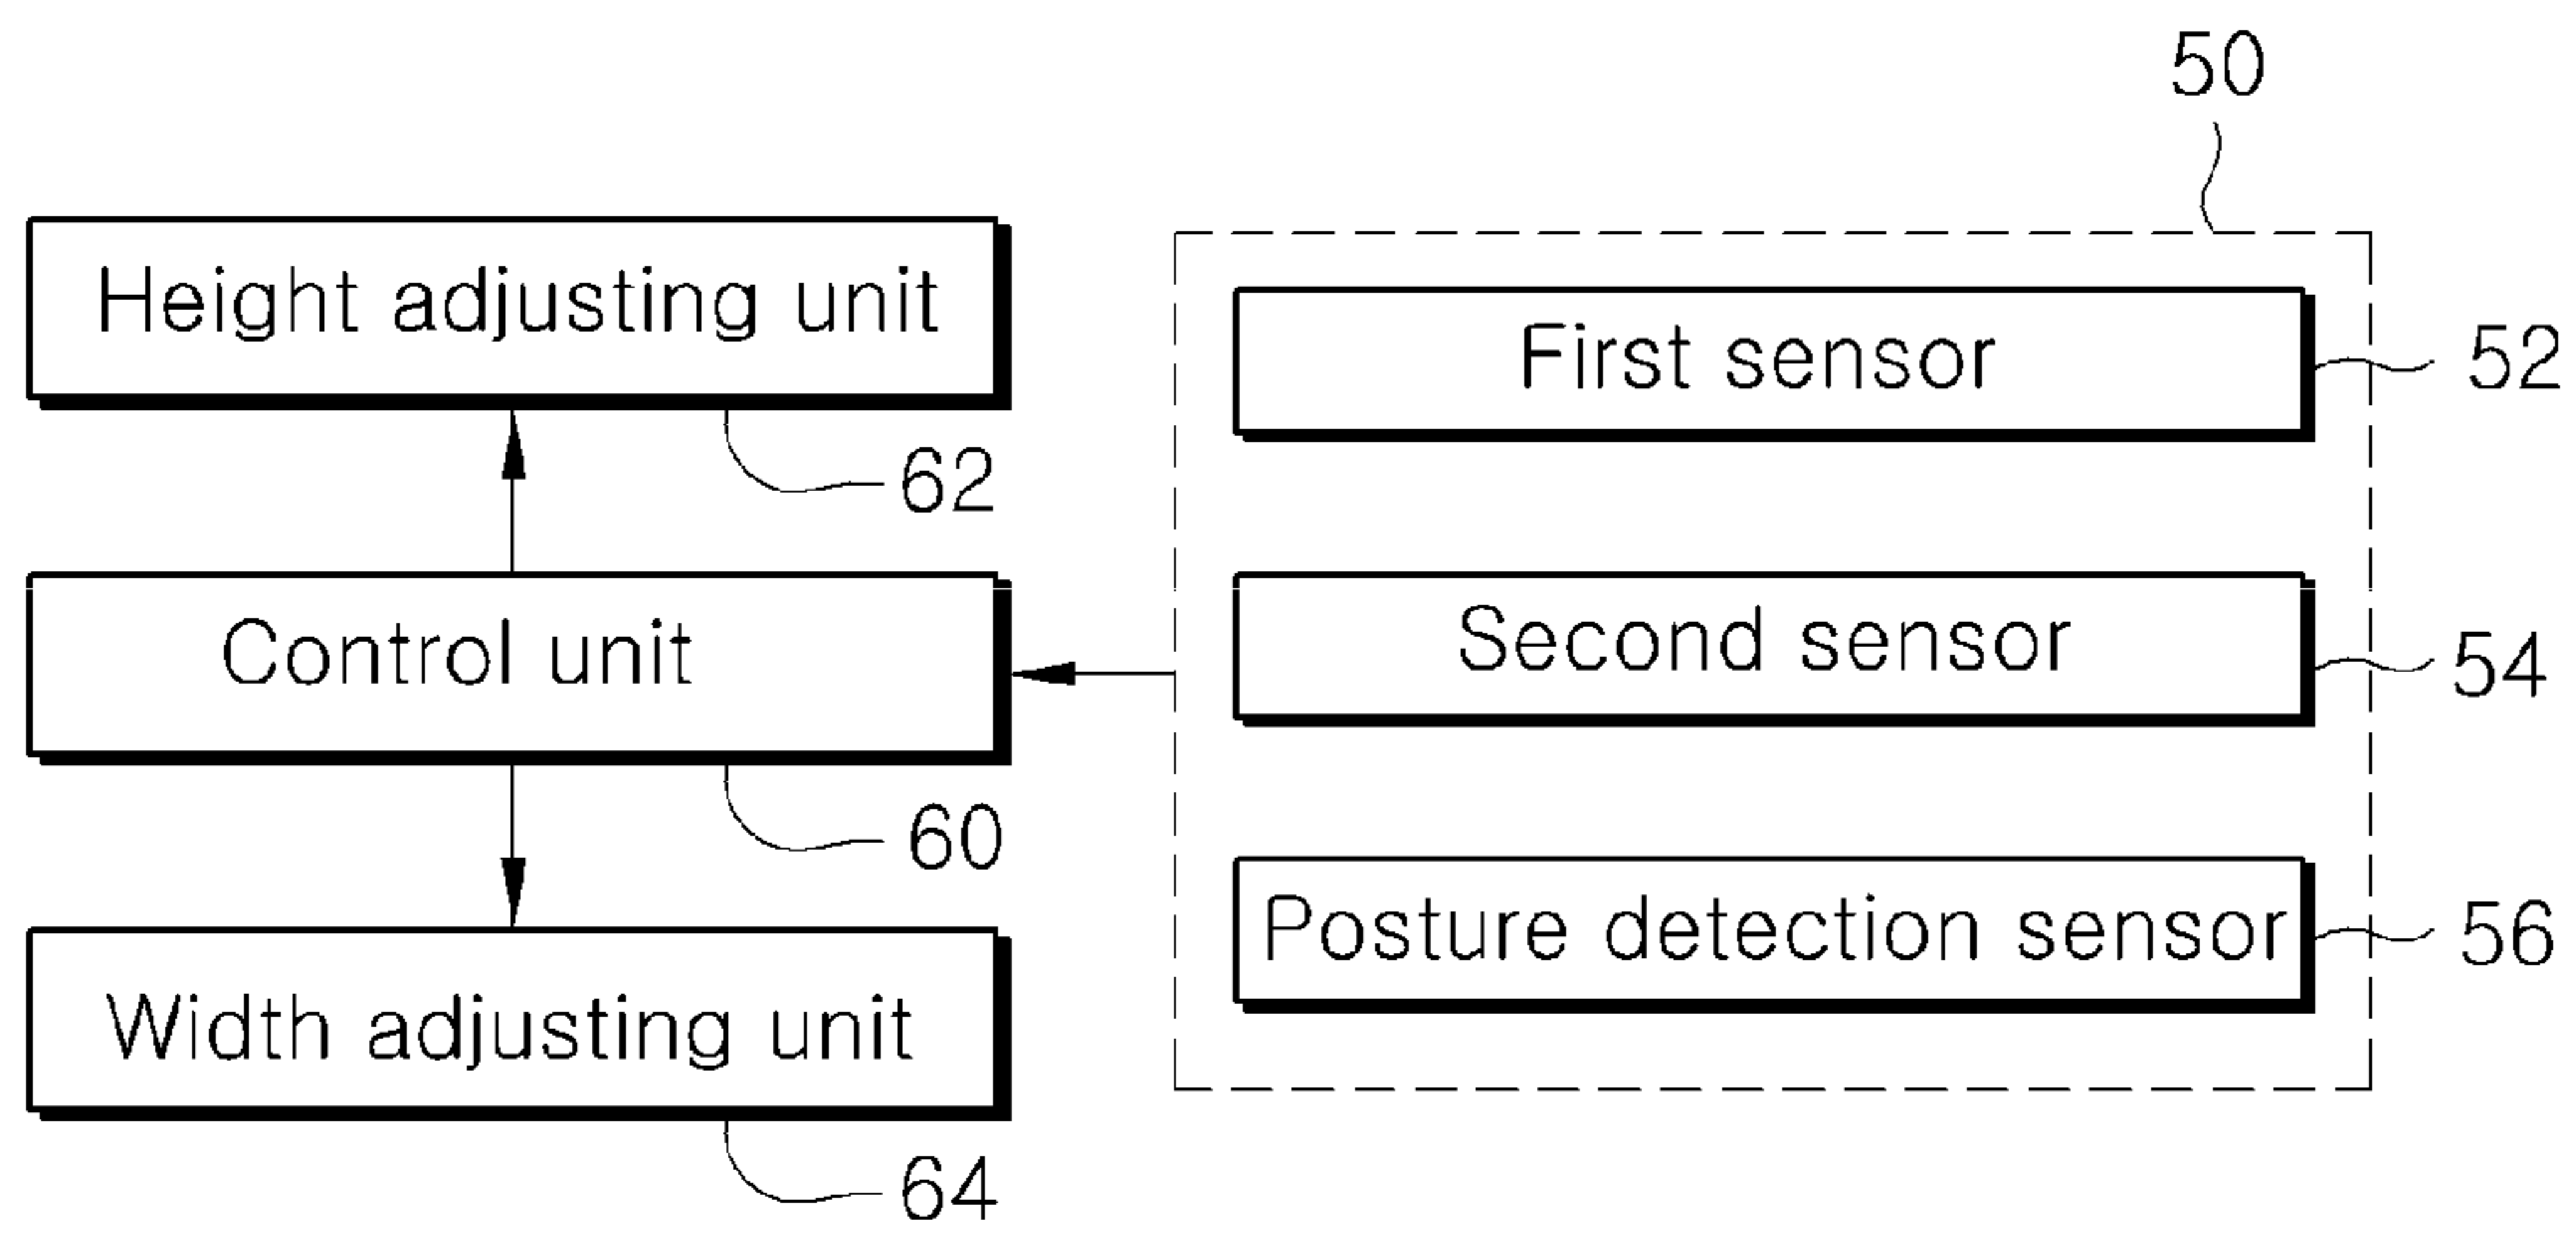 50
Height adjusting unit
First sensor
52
62
Control unit
Second sensor
54
60
Posture detection sensor
56
Width adjusting unit
64